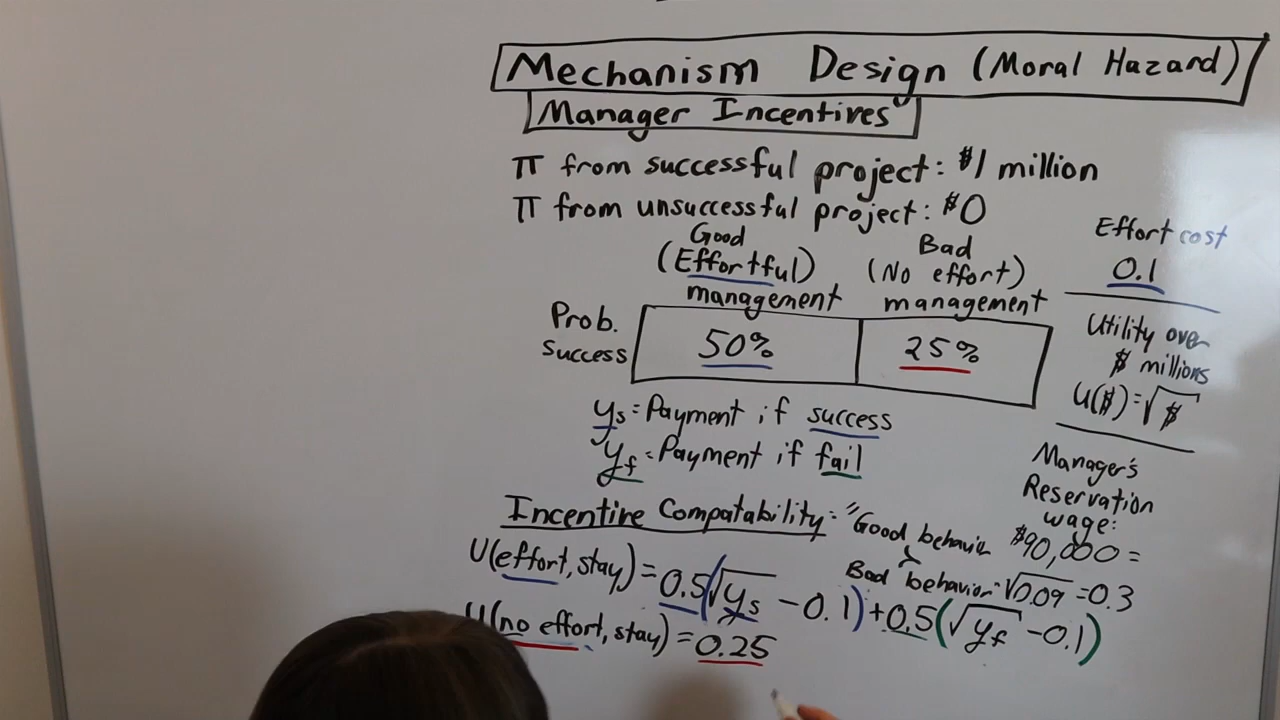 Mechanism Design (Moral Hazard)
Manager Incentives
π from successful project: $1 million
π from unsuccessful project: $0
Good
(Effortful)
management
Bad
(No effort)
management
Effort cost
0.1
Prob.
success
50%
25%
Utility over
$ millions
u($)=√$
ys=Payment if success
yf=Payment if fail
Manager's
Reservation
wage:
$90,000 =
√0.09 = 0.3
Incentive Compatability = "Good behavior
>
Bad behavior"
U(effort, stay) = 0.5(√ys - 0.1) + 0.5(√yf - 0.1)
U(no effort, stay) = 0.25